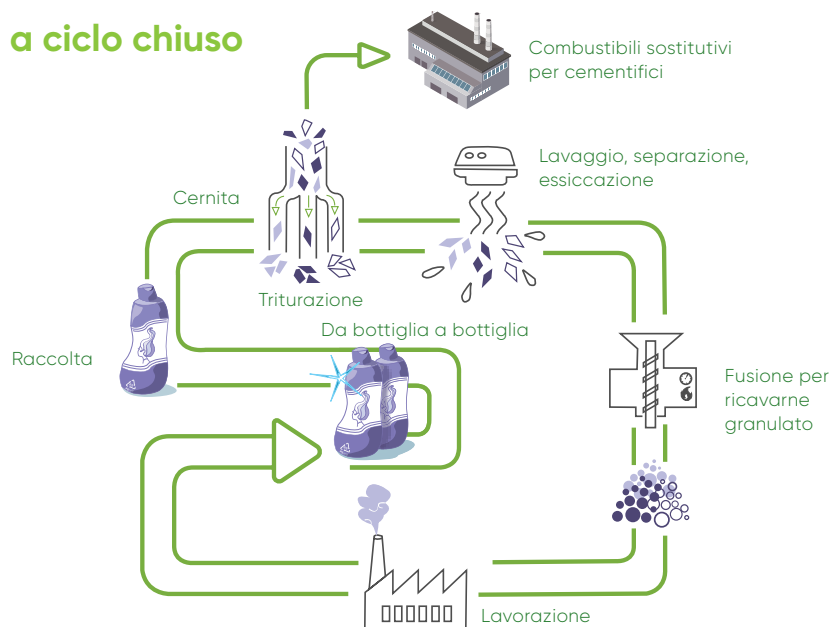 a ciclo chiuso
Combustibili sostitutivi
per cementifici
Lavaggio, separazione,
essiccazione
Cernita
Triturazione
Da bottiglia a bottiglia
Raccolta
Fusione per
ricavarne
granulato
Lavorazione